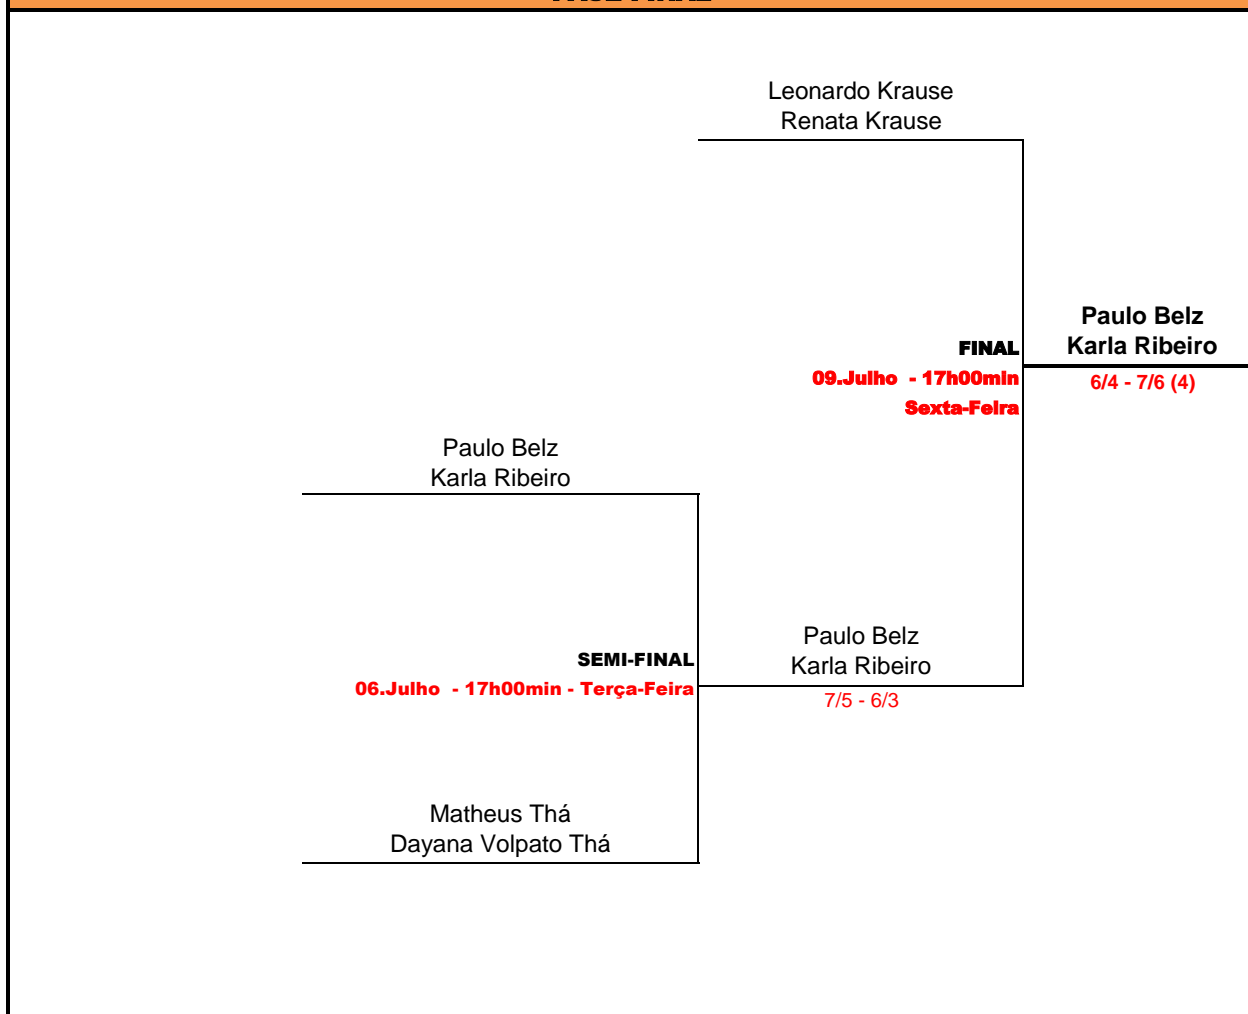 FASE FINAL
Leonardo Krause
Renata Krause
Paulo Belz
Karla Ribeiro
FINAL
09.Julho - 17h00min
Sexta-Feira
6/4 - 7/6 (4)
Paulo Belz
Karla Ribeiro
SEMI-FINAL
06.Julho - 17h00min - Terça-Feira
Paulo Belz
Karla Ribeiro
7/5 - 6/3
Matheus Thá
Dayana Volpato Thá